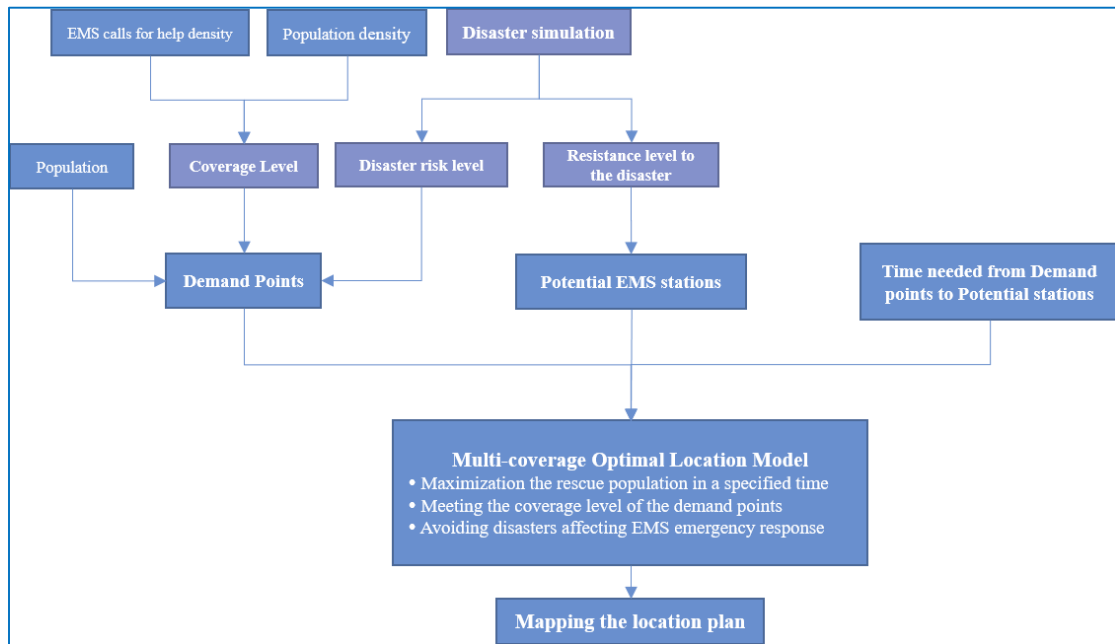 EMS calls for help density
Population density
Disaster simulation
Population
Coverage Level
Disaster risk level
Resistance level to
the disaster
Demand Points
Potential EMS stations
Time needed from Demand
points to Potential stations
Multi-coverage Optimal Location Model
• Maximization the rescue population in a specified time
• Meeting the coverage level of the demand points
• Avoiding disasters affecting EMS emergency response
Mapping the location plan